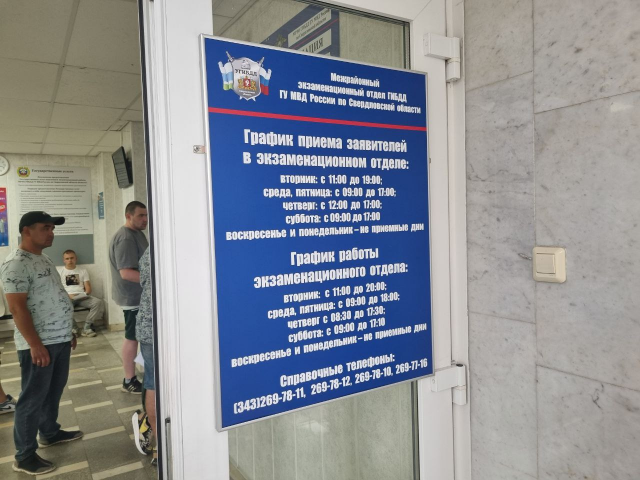 УГИБДД
Межрайонный
экзаменационный отдел ГИБДД
ГУ МВД России по Свердловской области
График приема заявителей
в экзаменационном отделе:
вторник: с 11:00 до 19:00;
среда, пятница: с 09:00 до 17:00;
четверг: с 12:00 до 17:00;
суббота: с 09:00 до 17:00
воскресенье и понедельник – не приемные дни
График работы
экзаменационного отдела:
вторник: с 11:00 до 20:00;
среда, пятница: с 09:00 до 18:00;
четверг с 08:30 до 17:30;
суббота: с 09:00 до 17:10
воскресенье и понедельник – не приемные дни
Справочные телефоны:
(343)269-78-11, 269-78-12, 269-78-10, 269-77-16